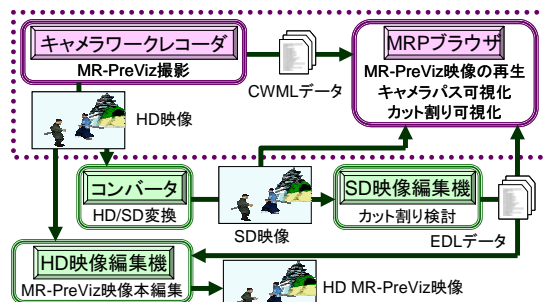 キャメラワークレコーダ
MR-PreViz撮影
CWMLデータ
MRPブラウザ
MR-PreViz映像の再生
キャメラパス可視化
カット割り可視化
HD映像
コンバータ
HD/SD変換
SD映像
SD映像編集機
カット割り検討
EDLデータ
HD映像編集機
MR-PreViz映像本編集
HD MR-PreViz映像